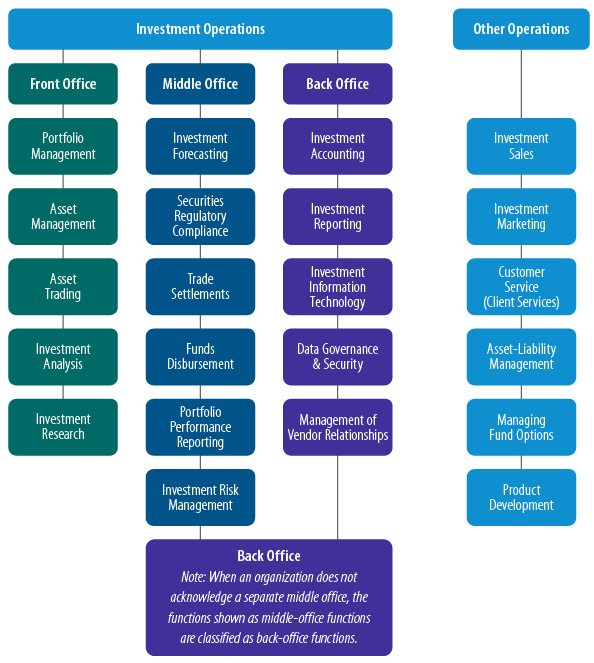 Investment Operations
Other Operations
Front Office
Middle Office
Back Office
Portfolio
Management
Investment
Forecasting
Investment
Accounting
Investment
Sales
Asset
Management
Securities
Regulatory
Compliance
Investment
Reporting
Investment
Marketing
Asset
Trading
Trade
Settlements
Investment
Information
Technology
Customer
Service
(Client Services)
Investment
Analysis
Funds
Disbursement
Data Governance
& Security
Asset–Liability
Management
Investment
Research
Portfolio
Performance
Reporting
Management of
Vendor Relationships
Managing
Fund Options
Investment Risk
Management
Product
Development
Back Office
Note: When an organization does not
acknowledge a separate middle office, the
functions shown as middle-office functions
are classified as back-office functions.